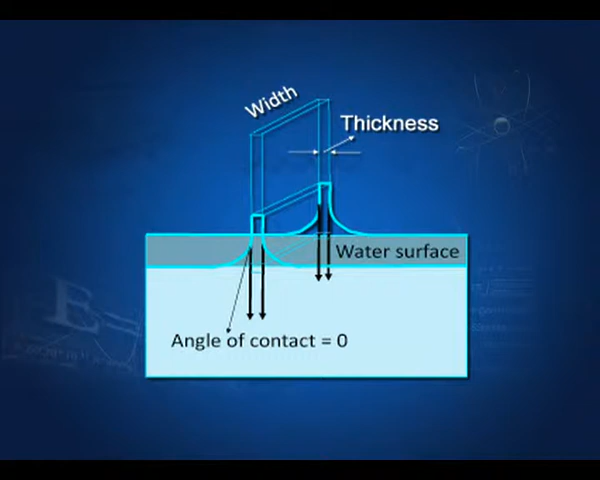 Width
Thickness
Water surface
Angle of contact = 0
B=